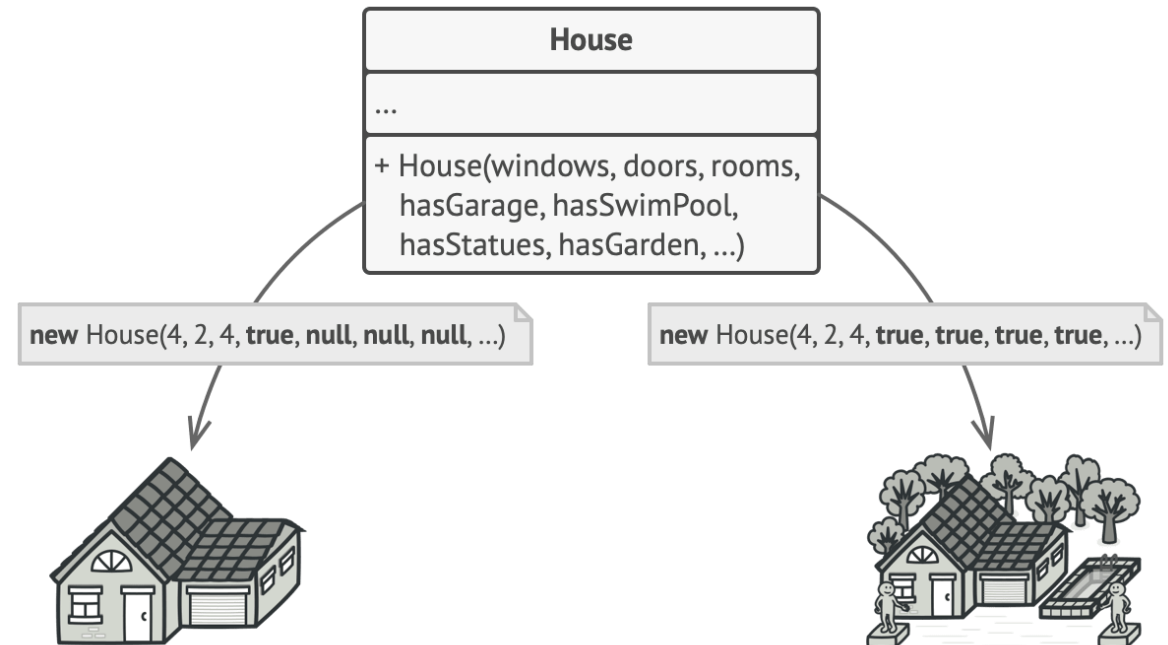 House
...
+ House(windows, doors, rooms,
hasGarage, hasSwimPool,
hasStatues, hasGarden, ...)
new House(4, 2, 4, true, null, null, null, ...)
new House(4, 2, 4, true, true, true, true, ...)